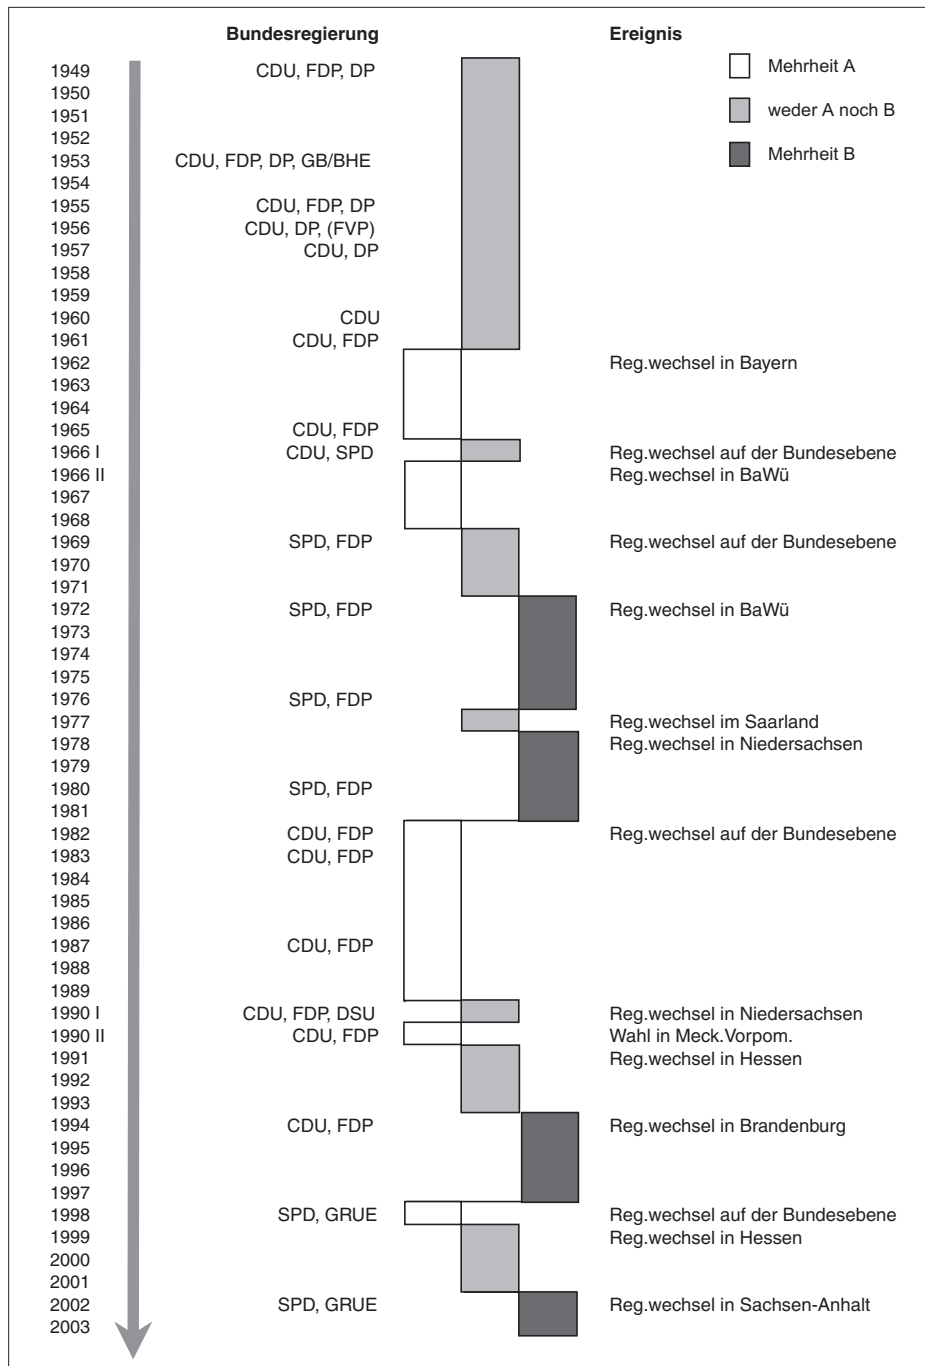 Bundesregierung Ereignis
1949 CDU, FDP, DP Mehrheit A
1950
1951 weder A noch B
1952
1953 CDU, FDP, DP, GB/BHE Mehrheit B
1954
1955 CDU, FDP, DP
1956 CDU, DP, (FVP)
1957 CDU, DP
1958
1959
1960 CDU
1961 CDU, FDP
1962 Reg.wechsel in Bayern
1963
1964
1965 CDU, FDP
1966 I CDU, SPD Reg.wechsel auf der Bundesebene
1966 II Reg.wechsel in BaWü
1967
1968
1969 SPD, FDP Reg.wechsel auf der Bundesebene
1970
1971
1972 SPD, FDP Reg.wechsel in BaWü
1973
1974
1975
1976 SPD, FDP
1977 Reg.wechsel im Saarland
1978 Reg.wechsel in Niedersachsen
1979
1980 SPD, FDP
1981
1982 CDU, FDP Reg.wechsel auf der Bundesebene
1983 CDU, FDP
1984
1985
1986
1987 CDU, FDP
1988
1989
1990 I CDU, FDP, DSU Reg.wechsel in Niedersachsen
1990 II CDU, FDP Wahl in Meck.Vorpom.
1991 Reg.wechsel in Hessen
1992
1993
1994 CDU, FDP Reg.wechsel in Brandenburg
1995
1996
1997
1998 SPD, GRUE Reg.wechsel auf der Bundesebene
1999 Reg.wechsel in Hessen
2000
2001
2002 SPD, GRUE Reg.wechsel in Sachsen-Anhalt
2003